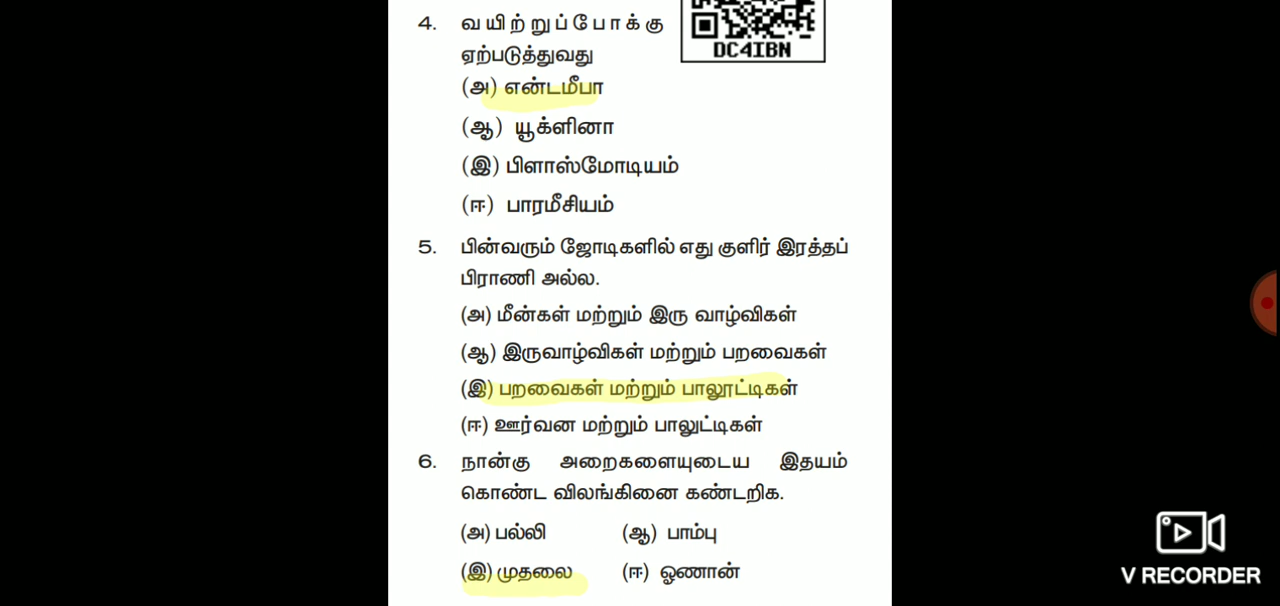 4. வயிற்றுப்போக்கு
ஏற்படுத்துவது
DC4IBN
(அ) என்டமீபா
(ஆ) யூக்ளினா
(இ) பிளாஸ்மோடியம்
(ஈ) பாரமீசியம்
5. பின்வரும் ஜோடிகளில் எது குளிர் இரத்தப்
பிராணி அல்ல.
(அ) மீன்கள் மற்றும் இரு வாழ்விகள்
(ஆ) இருவாழ்விகள் மற்றும் பறவைகள்
(இ) பறவைகள் மற்றும் பாலூட்டிகள்
(ஈ) ஊர்வன மற்றும் பாலுட்டிகள்
6. நான்கு அறைகளையுடைய இதயம்
கொண்ட விலங்கினை கண்டறிக.
(அ) பல்லி (ஆ) பாம்பு
(இ) முதலை (ஈ) ஓணான்
V RECORDER